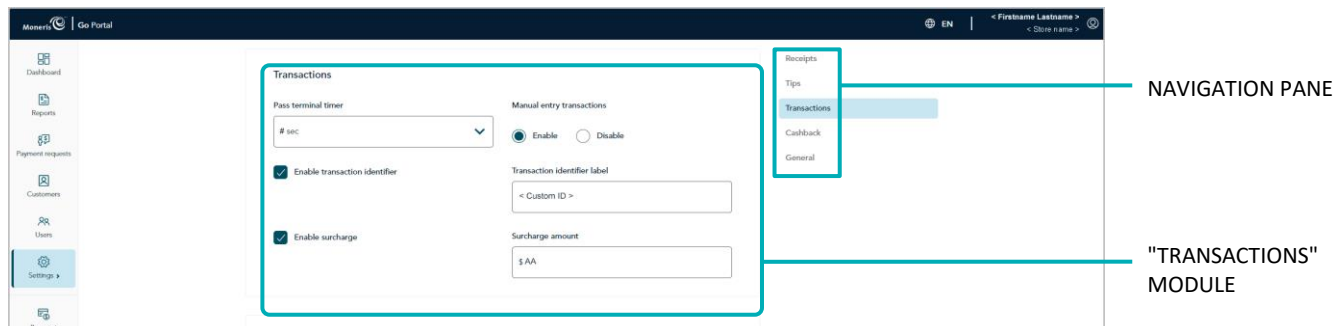 Moneris Go Portal
EN
< Firstname Lastname >
< Store name >
Dashboard
Reports
Payment requests
Customers
Users
Settings
Transactions
Pass terminal timer
# sec
Manual entry transactions
Enable
Disable
Enable transaction identifier
Transaction identifier label
< Custom ID >
Enable surcharge
Surcharge amount
$ AA
Receipts
Tips
Transactions
Cashback
General
NAVIGATION PANE
"TRANSACTIONS"
MODULE